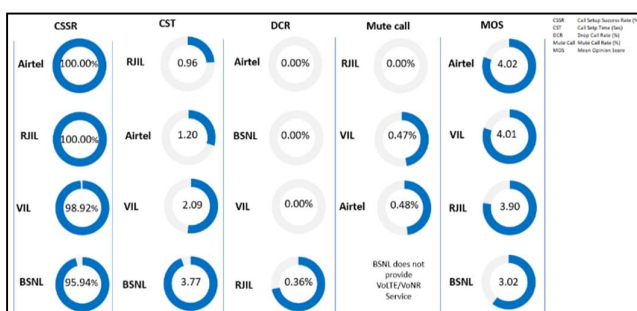 CSSR CST DCR Mute call MOS
Airtel 100.00% RJIL 0.96 Airtel 0.00% RJIL 0.00% Airtel 4.02
RJIL 100.00% Airtel 1.20 BSNL 0.00% VIL 0.47% VIL 4.01
VIL 98.92% VIL 2.09 VIL 0.00% Airtel 0.48% RJIL 3.90
BSNL 95.94% BSNL 3.77 RJIL 0.36% BSNL 3.02
BSNL does not
provide
VoLTE/VoNR
Service
CSSR Call Setup Success Rate (%
CST Call Setp Time (Sec)
DCR Drop Call Rate (%)
Mute Call Mute Call Rate (%)
MOS Mean Opinion Score